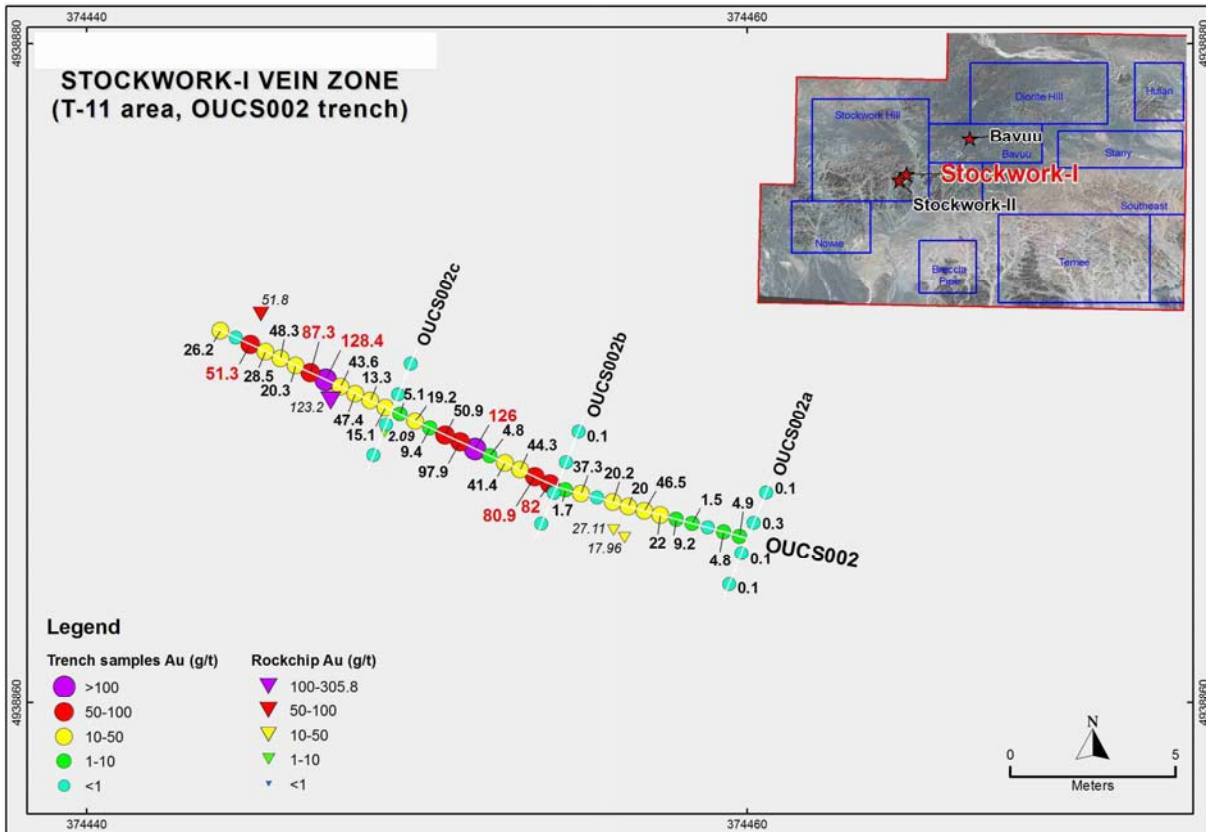 374440
374460
4938880
4938880
STOCKWORK-I VEIN ZONE
(T-11 area, OUCS002 trench)
Diorite Hill
Hulan
Stockwork Hill
Bavuu
Bavuu
Stany
Stockwork-I
Stockwork-II
Southeast
Nowie
Breccia
Pipe
Temee
OUCS002c
OUCS002b
OUCS002a
OUCS002
51.8
26.2
51.3
48.3
28.5
20.3
87.3
128.4
123.2
43.6
47.4
13.3
15.1
5.1
2.09
19.2
9.4
50.9
97.9
126
4.8
41.4
44.3
80.9
82
0.1
1.7
37.3
20.2
20
46.5
27.11
17.96
22
9.2
1.5
4.8
4.9
0.1
0.3
0.1
0.1
Legend
Trench samples Au (g/t)
>100
50-100
10-50
1-10
<1
Rockchip Au (g/t)
100-305.8
50-100
10-50
1-10
<1
N
0 5
Meters
4938860
4938860
374440
374460